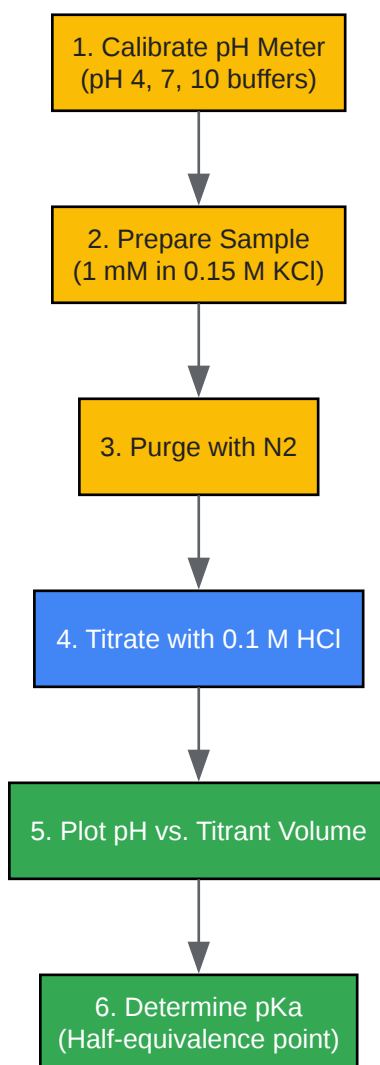 1. Calibrate pH Meter
(pH 4, 7, 10 buffers)
2. Prepare Sample
(1 mM in 0.15 M KCl)
3. Purge with N2
4. Titrate with 0.1 M HCl
5. Plot pH vs. Titrant Volume
6. Determine pKa
(Half-equivalence point)